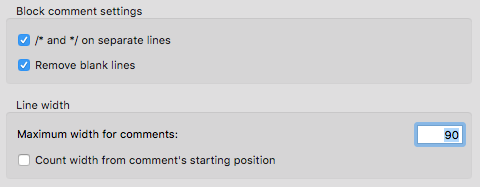 Block comment settings
/* and */ on separate lines
Remove blank lines
Line width
Maximum width for comments: 90
Count width from comment's starting position